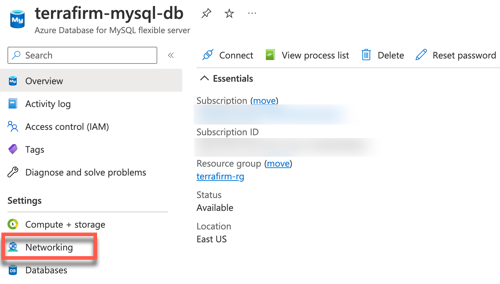 terrafirm-mysql-db
Azure Database for MySQL flexible server
Search
Overview
Activity log
Access control (IAM)
Tags
Diagnose and solve problems
Settings
Compute + storage
Networking
Databases
Connect
View process list
Delete
Reset password
Essentials
Subscription (move)
Subscription ID
Resource group (move)
terrafirm-rg
Status
Available
Location
East US